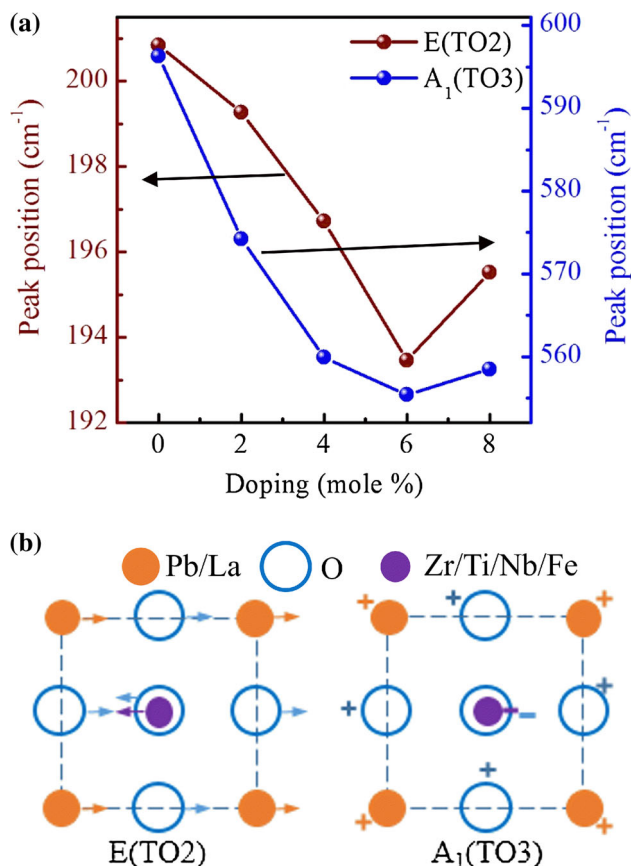 (a)
E(TO2)
A₁(TO3)
Peak position (cm⁻¹)
200
198
196
194
192
600
590
580
570
560
Peak position (cm⁻¹)
0 2 4 6 8
Doping (mole %)
(b)
Pb/La O Zr/Ti/Nb/Fe
+ + +
+ + + −
+ + +
E(TO2) A₁(TO3)